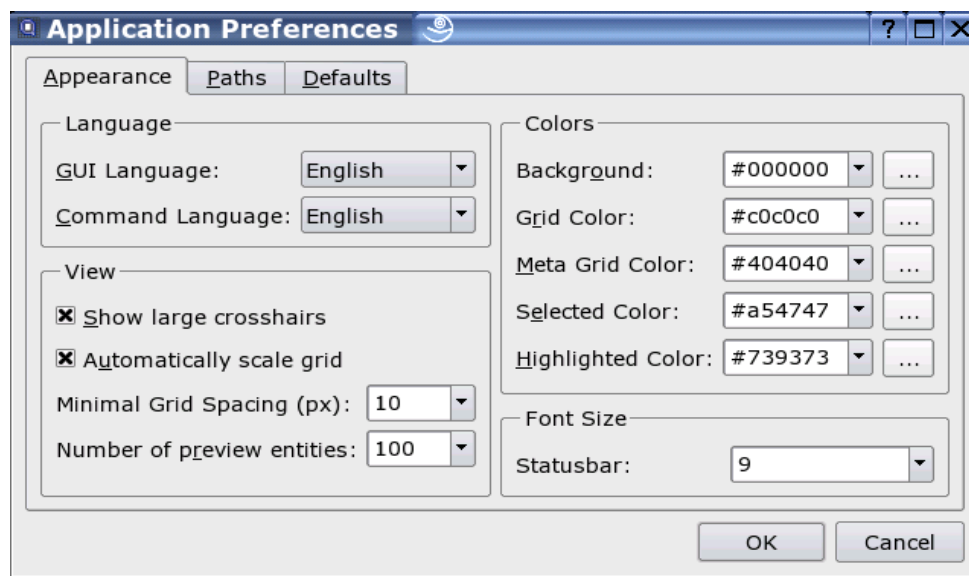 Application Preferences
?
Appearance Paths Defaults
Language
GUI Language: English
Command Language: English
View
Show large crosshairs
Automatically scale grid
Minimal Grid Spacing (px): 10
Number of preview entities: 100
Colors
Background: #000000 ...
Grid Color: #c0c0c0 ...
Meta Grid Color: #404040 ...
Selected Color: #a54747 ...
Highlighted Color: #739373 ...
Font Size
Statusbar: 9
OK Cancel